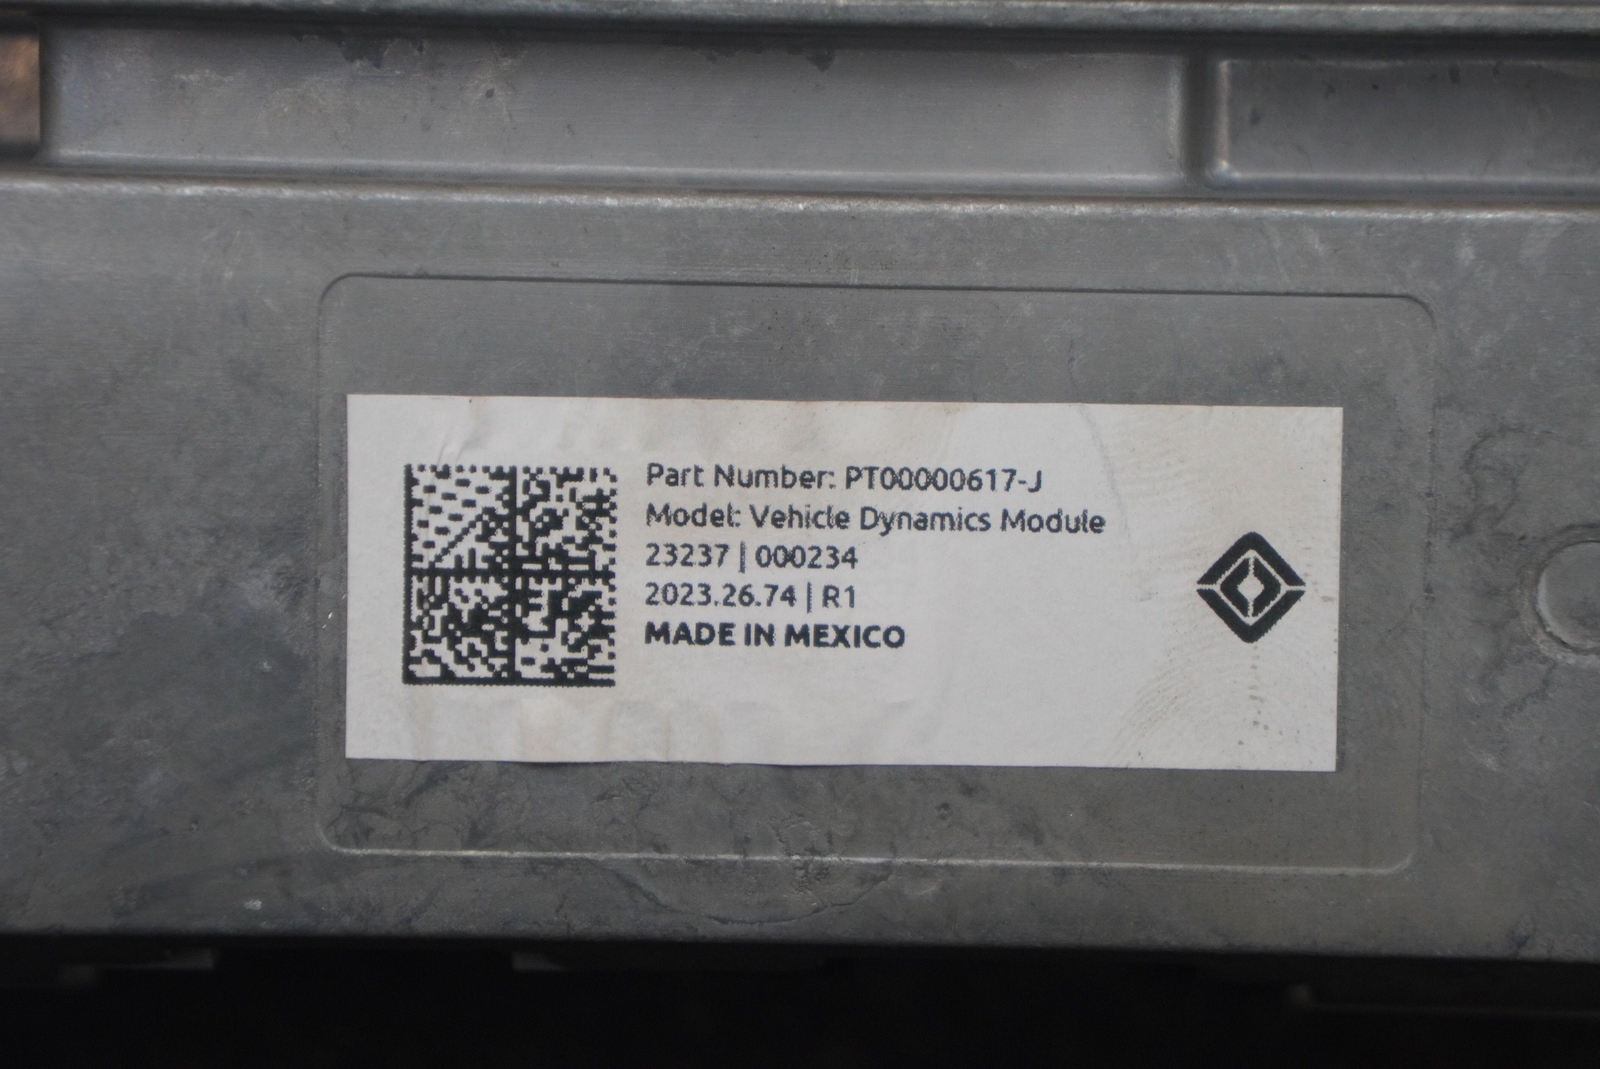 Part Number: PT00000617-J
Model: Vehicle Dynamics Module
23237 | 000234
2023.26.74 | R1
MADE IN MEXICO